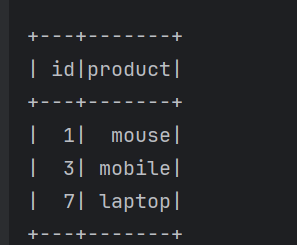 +---+-------+
| id|product|
+---+-------+
|  1|  mouse|
|  3| mobile|
|  7| laptop|
+---+-------+